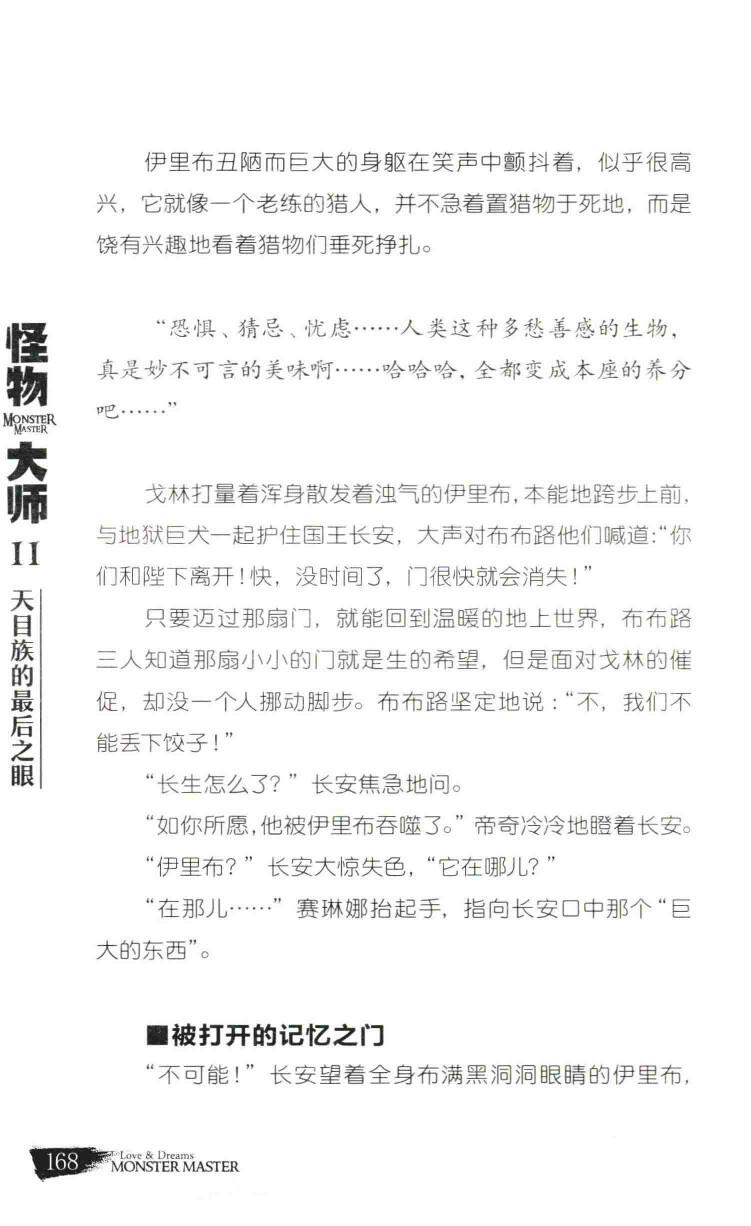 伊里布丑陋而巨大的身躯在笑声中颤抖着，似乎很高
兴，它就像一个老练的猎人，并不急着置猎物于死地，而是
饶有兴趣地看着猎物们垂死挣扎。
“恐惧、猜忌、忧虑……人类这种多愁善感的生物，
真是妙不可言的美味啊……哈哈哈，全都变成本座的养分
吧……”
戈林打量着浑身散发着浊气的伊里布，本能地跨步上前，
与地狱巨犬一起护住国王长安，大声对布布路他们喊道：“你
们和陛下离开！快，没时间了，门很快就会消失！”
只要迈过那扇门，就能回到温暖的地上世界，布布路
三人知道那扇小小的门就是生的希望，但是面对戈林的催
促，却没一个人挪动脚步。布布路坚定地说：“不，我们不
能丢下饺子！”
“长生怎么了？”长安焦急地问。
“如你所愿，他被伊里布吞噬了。”帝奇冷冷地瞪着长安。
“伊里布？”长安大惊失色，“它在哪儿？”
“在那儿……”赛琳娜抬起手，指向长安口中那个“巨
大的东西”。
■被打开的记忆之门
“不可能！”长安望着全身布满黑洞洞眼睛的伊里布，
怪物
MONSTER
MASTER
大师
11
天目族的最后之眼
168
To Love & Dreams
MONSTER MASTER